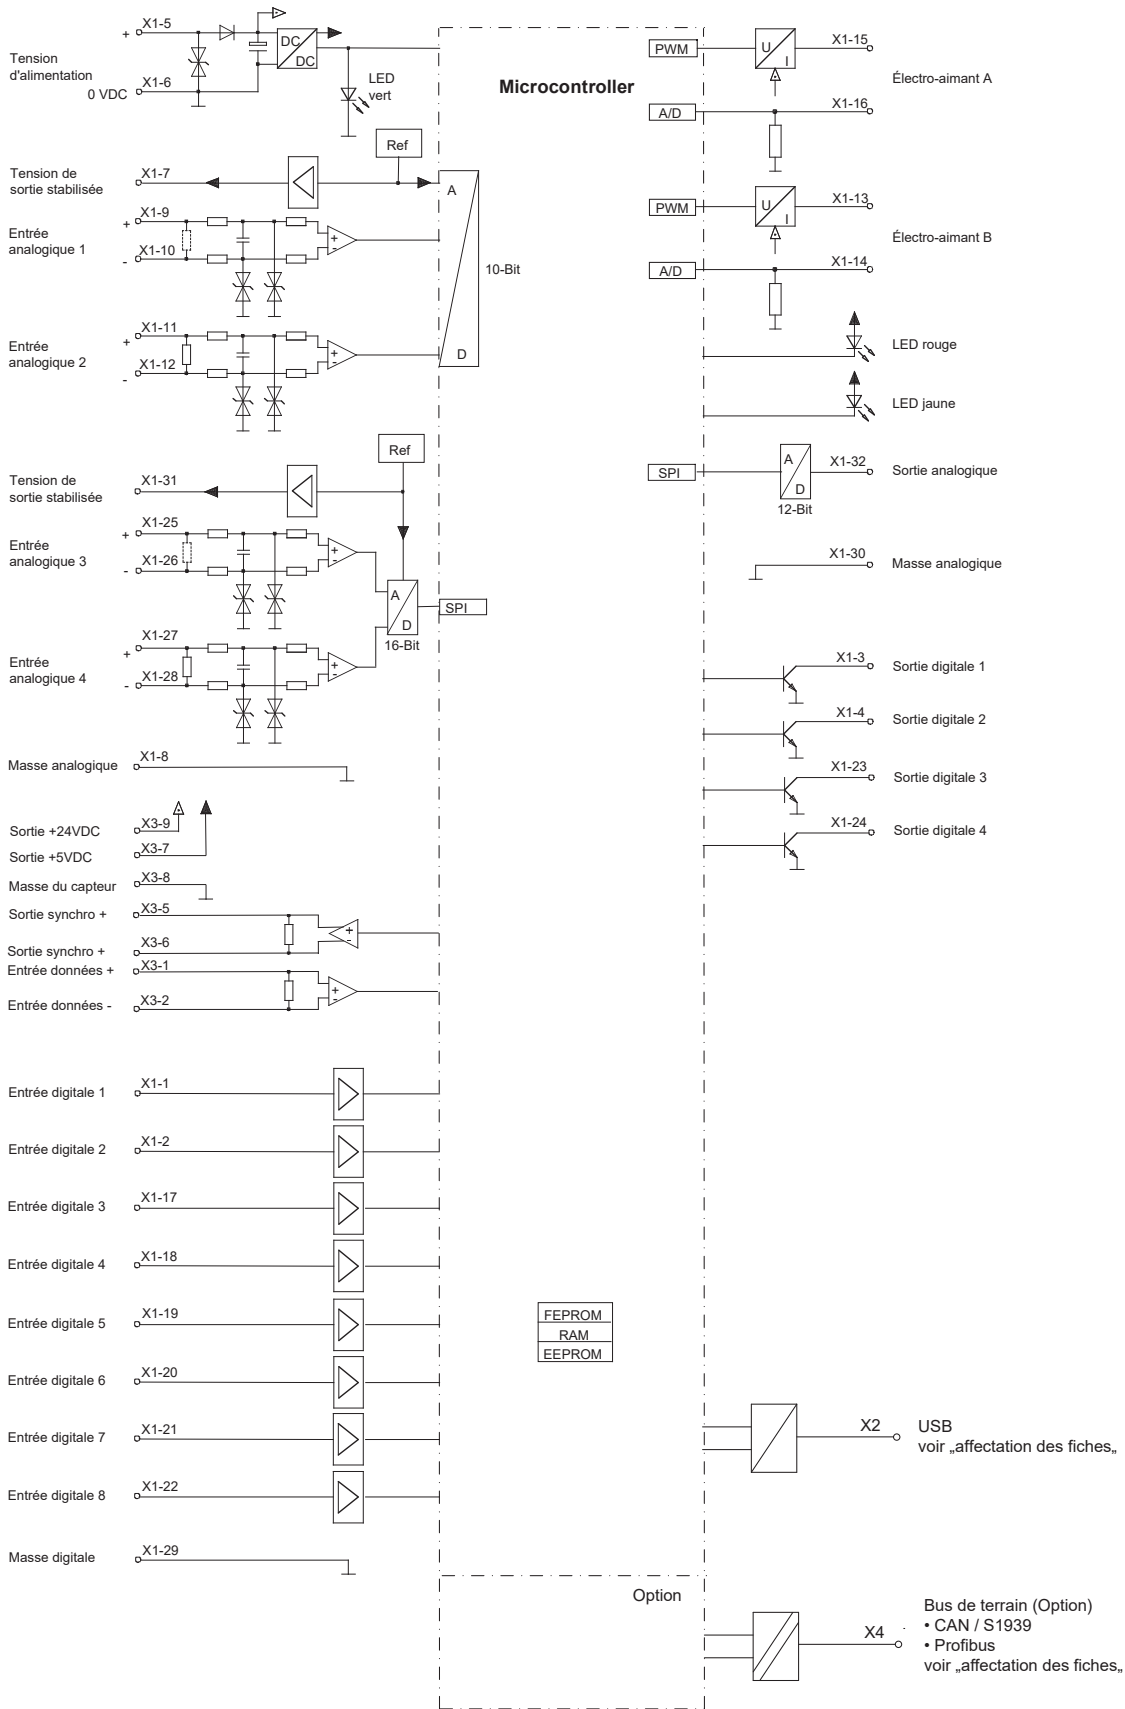 Tension
d'alimentation
+
X1-5
X1-6
0 VDC
DC
DC
LED
vert
Ref
Tension de
sortie stabilisée
X1-7
Entrée
analogique 1
+
X1-9
-
X1-10
+
-
A
D
10-Bit
Entrée
analogique 2
+
X1-11
-
X1-12
+
-
Ref
Tension de
sortie stabilisée
X1-31
Entrée
analogique 3
+
X1-25
-
X1-26
+
-
A
D
16-Bit
SPI
Entrée
analogique 4
+
X1-27
-
X1-28
+
-
Masse analogique
X1-8
Sortie +24VDC
X3-9
Sortie +5VDC
X3-7
Masse du capteur
X3-8
Sortie synchro +
X3-5
+
-
Sortie synchro +
X3-6
Entrée données +
X3-1
+
-
Entrée données -
X3-2
Entrée digitale 1
X1-1
Entrée digitale 2
X1-2
Entrée digitale 3
X1-17
Entrée digitale 4
X1-18
Entrée digitale 5
X1-19
Entrée digitale 6
X1-20
Entrée digitale 7
X1-21
Entrée digitale 8
X1-22
Masse digitale
X1-29
Microcontroller
FEPROM
RAM
EEPROM
Option
PWM
U
I
X1-15
Électro-aimant A
A/D
X1-16
PWM
U
I
X1-13
Électro-aimant B
A/D
X1-14
LED rouge
LED jaune
SPI
A
D
12-Bit
X1-32
Sortie analogique
X1-30
Masse analogique
X1-3
Sortie digitale 1
X1-4
Sortie digitale 2
X1-23
Sortie digitale 3
X1-24
Sortie digitale 4
X2
USB
voir „affectation des fiches„
X4
Bus de terrain (Option)
• CAN / S1939
• Profibus
voir „affectation des fiches„